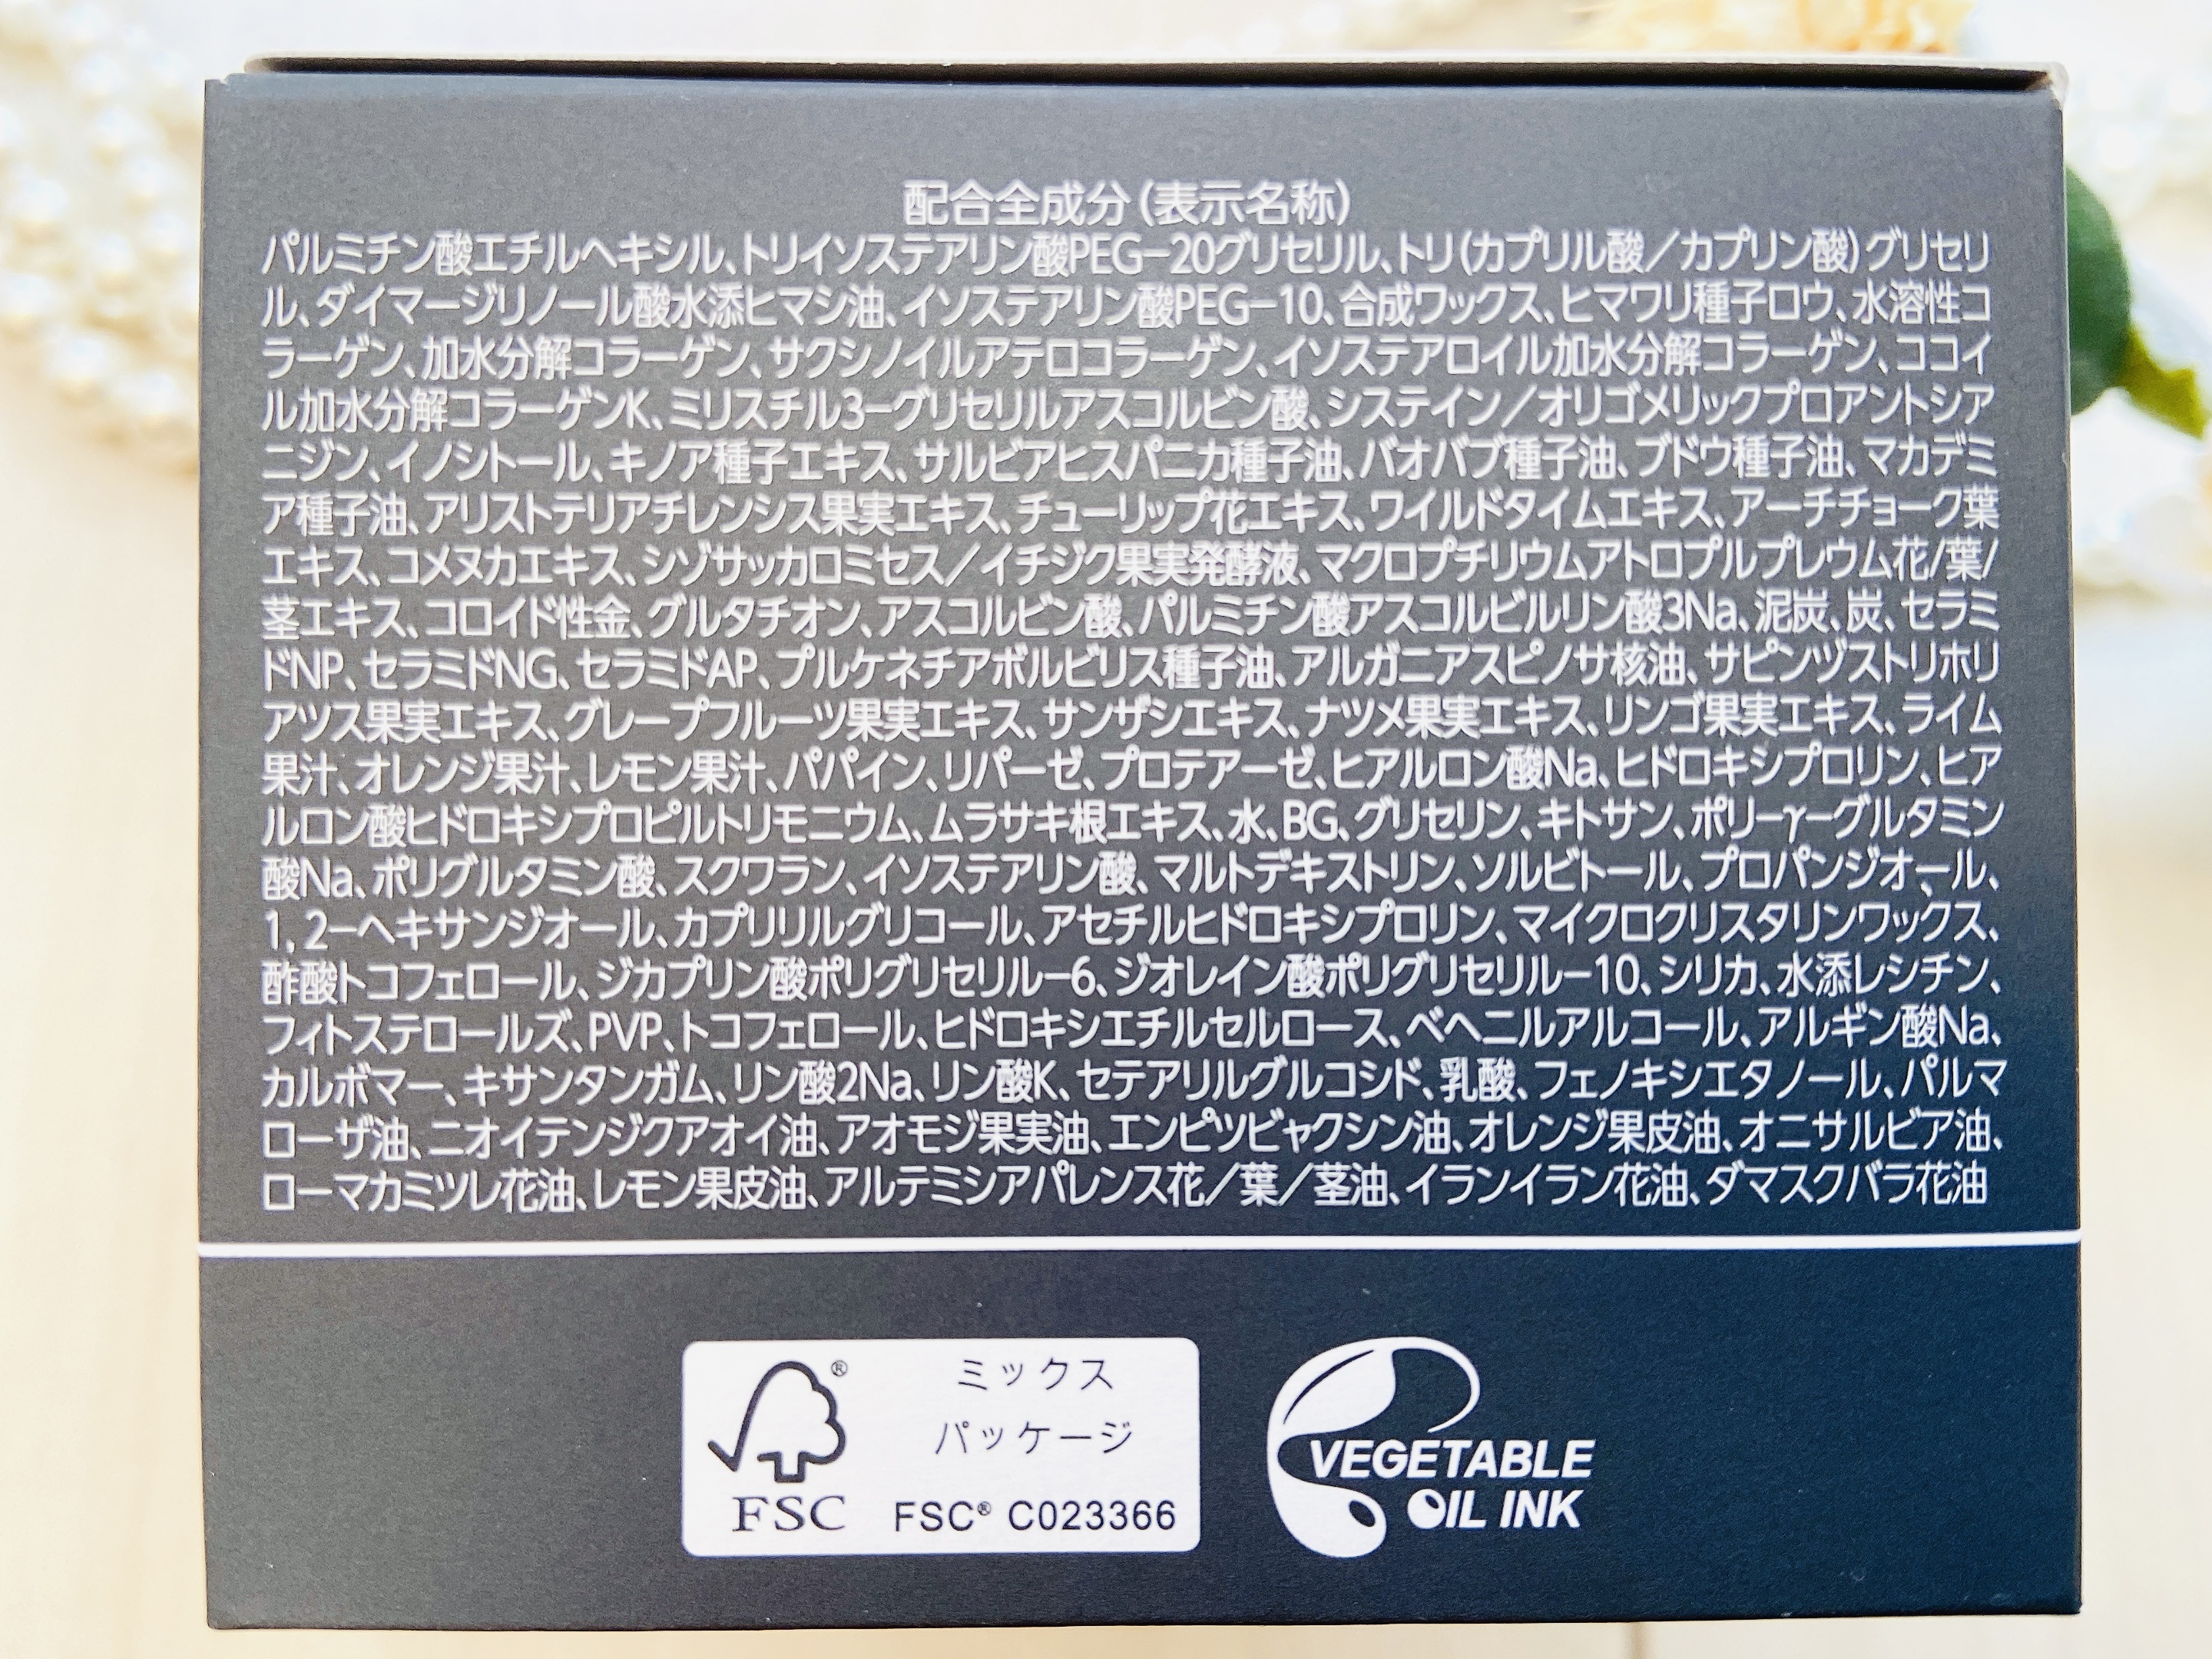 配合全成分(表示名称)
パルミチン酸エチルヘキシル、トリイソステアリン酸PEG−20グリセリル、トリ(カプリル酸／カプリン酸)グリセリ
ル、ダイマージリノール酸水添ヒマシ油、イソステアリン酸PEG−10、合成ワックス、ヒマワリ種子ロウ、水溶性コ
ラーゲン、加水分解コラーゲン、サクシノイルアテロコラーゲン、イソステアロイル加水分解コラーゲン、ココイ
ル加水分解コラーゲンK、ミリスチル3−グリセリルアスコルビン酸、システイン／オリゴメリックプロアントシア
ニジン、イノシトール、キノア種子エキス、サルビアヒスパニカ種子油、バオバブ種子油、ブドウ種子油、マカデミ
ア種子油、アリストテリアチレンシス果実エキス、チューリップ花エキス、ワイルドタイムエキス、アーチチョーク葉
エキス、コメヌカエキス、シゾサッカロミセス／イチジク果実発酵液、マクロプチリウムアトロプルプレウム花/葉/
茎エキス、コロイド性金、グルタチオン、アスコルビン酸、パルミチン酸アスコルビルリン酸3Na、泥炭、炭、セラミ
ドNP、セラミドNG、セラミドAP、プルケネチアボルビリス種子油、アルガニアスピノサ核油、サピンヅストリホリ
アツス果実エキス、グレープフルーツ果実エキス、サンザシエキス、ナツメ果実エキス、リンゴ果実エキス、ライム
果汁、オレンジ果汁、レモン果汁、パパイン、リパーゼ、プロテアーゼ、ヒアルロン酸Na、ヒドロキシプロリン、ヒア
ルロン酸ヒドロキシプロピルトリモニウム、ムラサキ根エキス、水、BG、グリセリン、キトサン、ポリ−γ−グルタミン
酸Na、ポリグルタミン酸、スクワラン、イソステアリン酸、マルトデキストリン、ソルビトール、プロパンジオール、
1,2−ヘキサンジオール、カプリリルグリコール、アセチルヒドロキシプロリン、マイクロクリスタリンワックス、
酢酸トコフェロール、ジカプリン酸ポリグリセリル−6、ジオレイン酸ポリグリセリル−10、シリカ、水添レシチン、
フィトステロールズ、PVP、トコフェロール、ヒドロキシエチルセルロース、ベヘニルアルコール、アルギン酸Na、
カルボマー、キサンタンガム、リン酸2Na、リン酸K、セテアリルグルコシド、乳酸、フェノキシエタノール、パルマ
ローザ油、ニオイテンジクアオイ油、アオモジ果実油、エンピツビャクシン油、オレンジ果皮油、オニサルビア油、
ローマカミツレ花油、レモン果皮油、アルテミシアパレンス花／葉／茎油、イランイラン花油、ダマスクバラ花油
ミックス
パッケージ
FSC
FSC® C023366
VEGETABLE
OIL INK